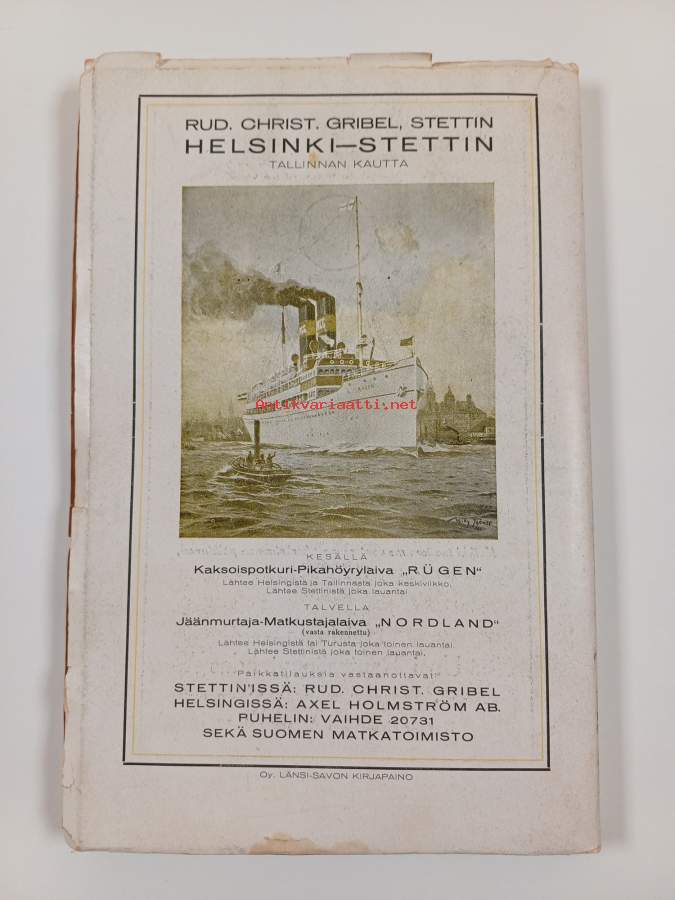 RUD. CHRIST. GRIBEL, STETTIN
HELSINKI—STETTIN
TALLINNAN KAUTTA
Antikvariaatti.net
KESÄLLÄ
Kaksoispotkuri-Pikahöyrylaiva „RÜGEN“
Lähtee Helsingistä ja Tallinnasta joka keskiviikko.
Lähtee Stettinistä joka lauantai
TALVELLA
Jäänmurtaja-Matkustajalaiva „NORDLAND“
(vasta rakennettu)
Lähtee Helsingistä tai Turusta joka toinen lauantai.
Lähtee Stettinistä joka toinen lauantai.
Paikkatilauksia vastaanottavat:
STETTIN'ISSÄ: RUD. CHRIST. GRIBEL
HELSINGISSÄ: AXEL HOLMSTRÖM AB.
PUHELIN: VAIHDE 20731
SEKÄ SUOMEN MATKATOIMISTO
Oy. LÄNSI-SAVON KIRJAPAINO